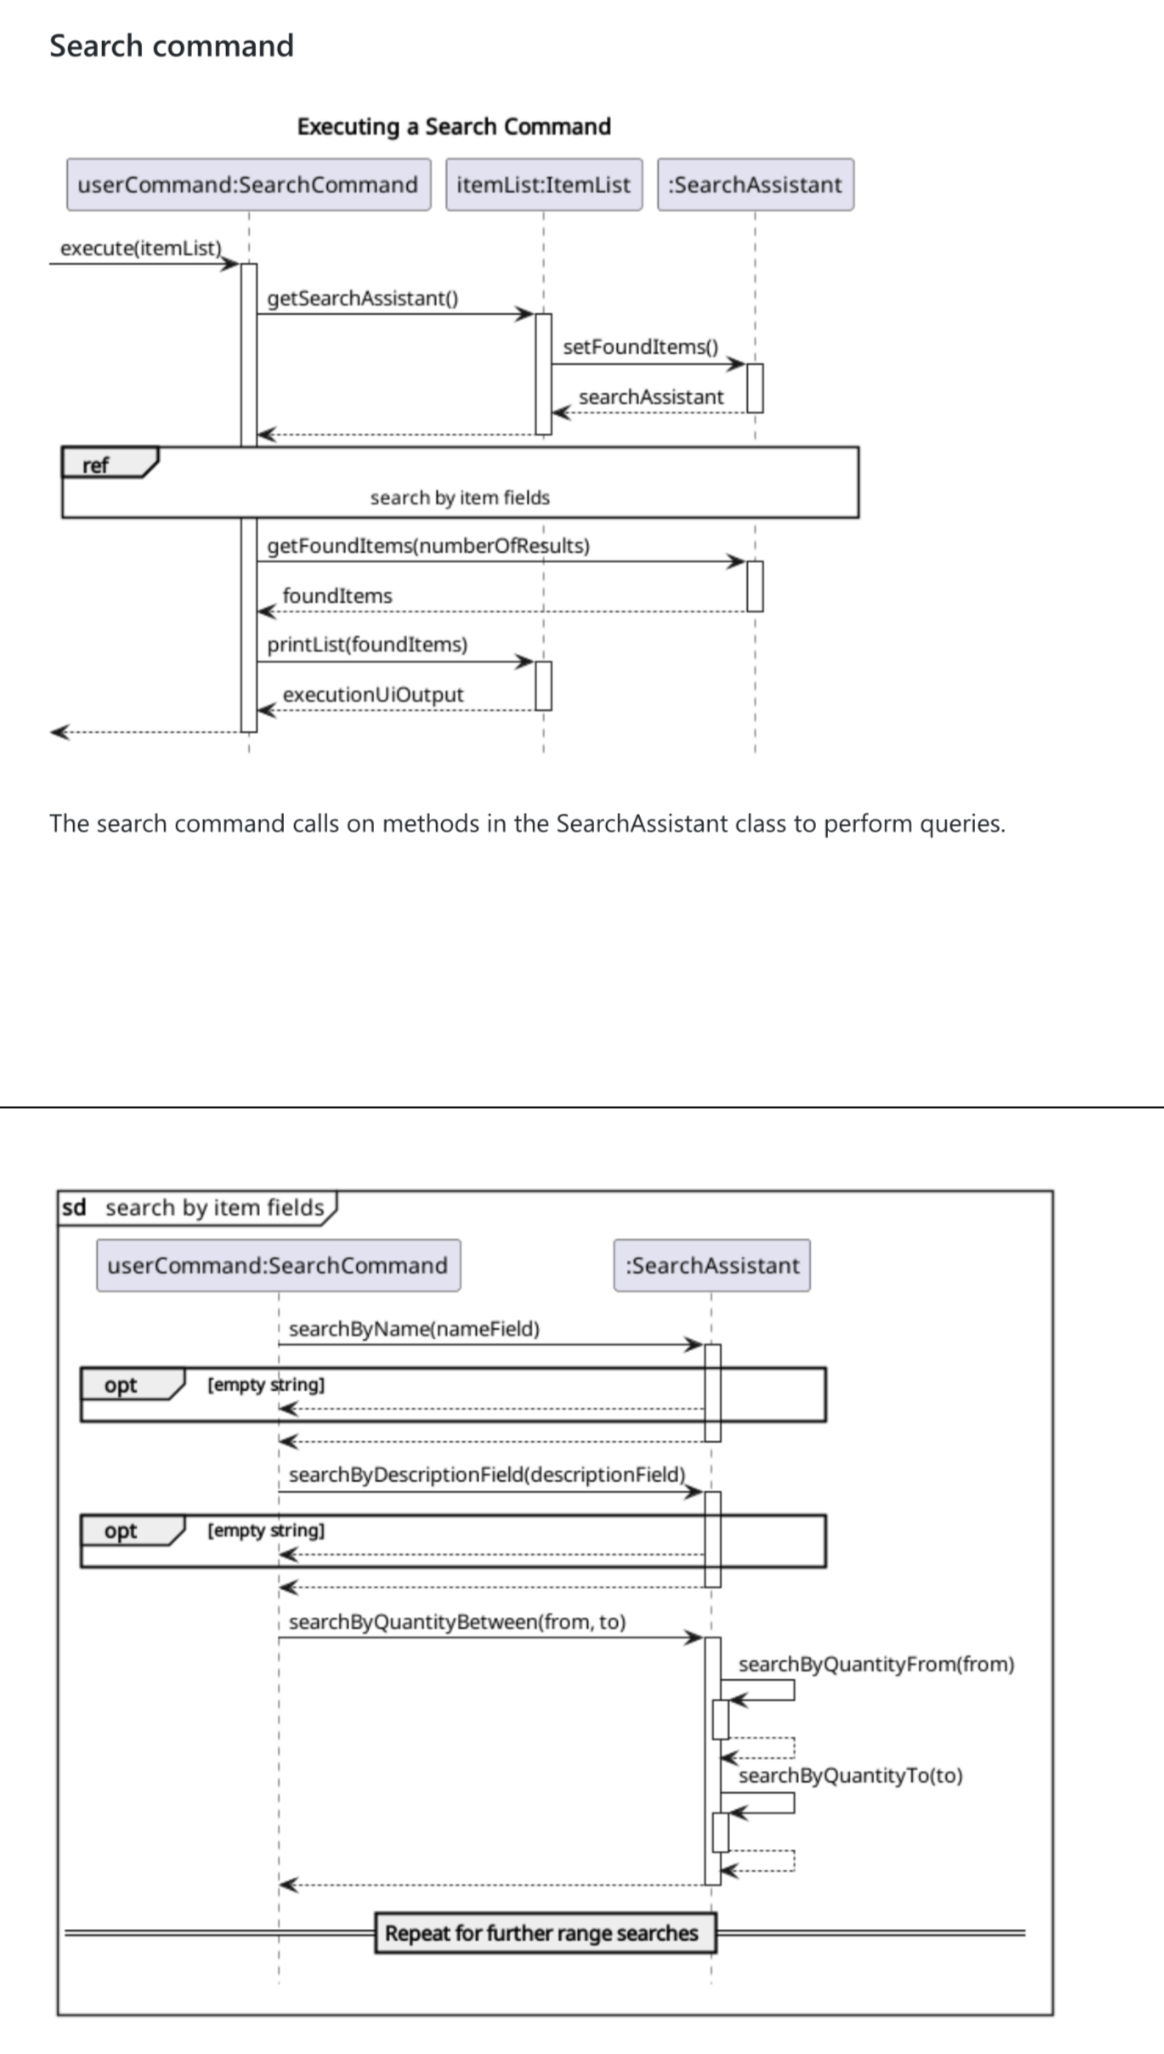 Search command
Executing a Search Command
userCommand:SearchCommand
itemList:ItemList
:SearchAssistant
execute(itemList)
getSearchAssistant()
setFoundItems()
searchAssistant
ref
search by item fields
getFoundItems(numberOfResults)
foundItems
printList(foundItems)
executionUiOutput
The search command calls on methods in the SearchAssistant class to perform queries.
sd search by item fields
userCommand:SearchCommand
:SearchAssistant
searchByName(nameField)
opt [empty string]
searchByDescriptionField(descriptionField)
opt [empty string]
searchByQuantityBetween(from, to)
searchByQuantityFrom(from)
searchByQuantityTo(to)
Repeat for further range searches